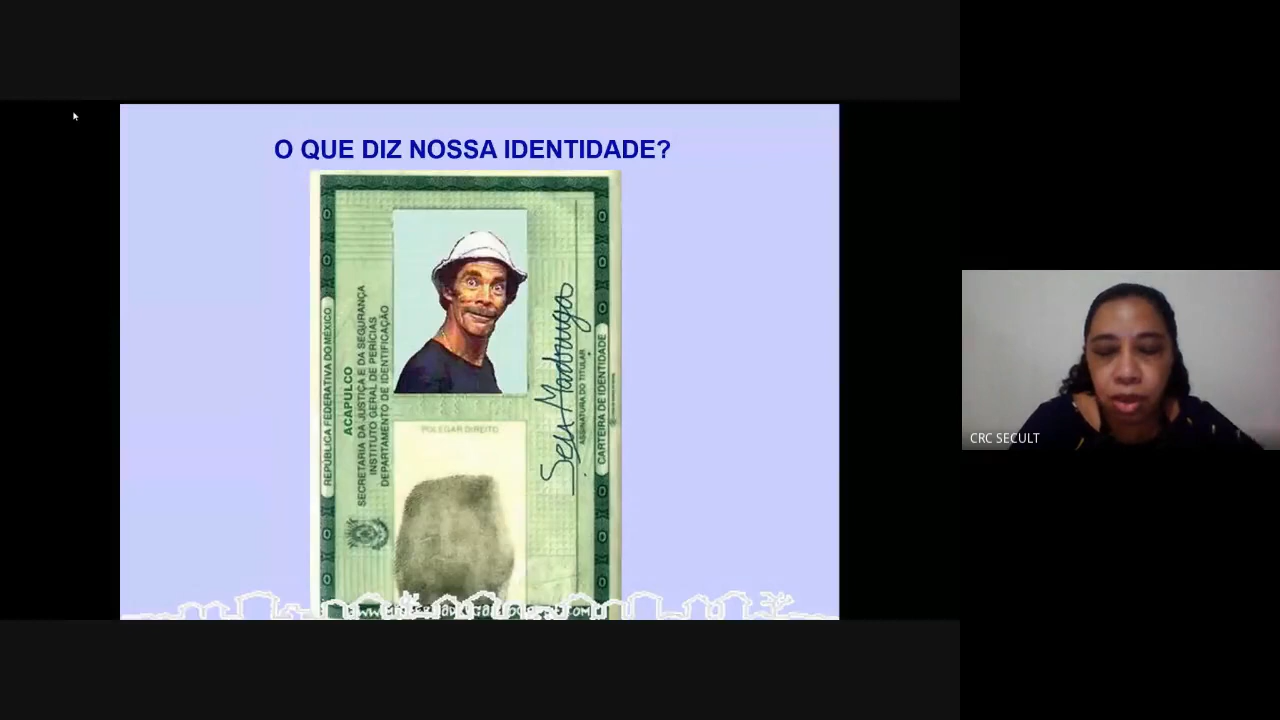 O QUE DIZ NOSSA IDENTIDADE?
REPÚBLICA FEDERATIVA DO MÉXICO
ACAPULCO
SECRETARIA DA JUSTIÇA E DA SEGURANÇA
INSTITUTO GERAL DE PERÍCIAS
DEPARTAMENTO DE IDENTIFICAÇÃO
POLEGAR DIREITO
Seu Madruga
ASSINATURA DO TITULAR
CARTEIRA DE IDENTIDADE
CRC SECULT